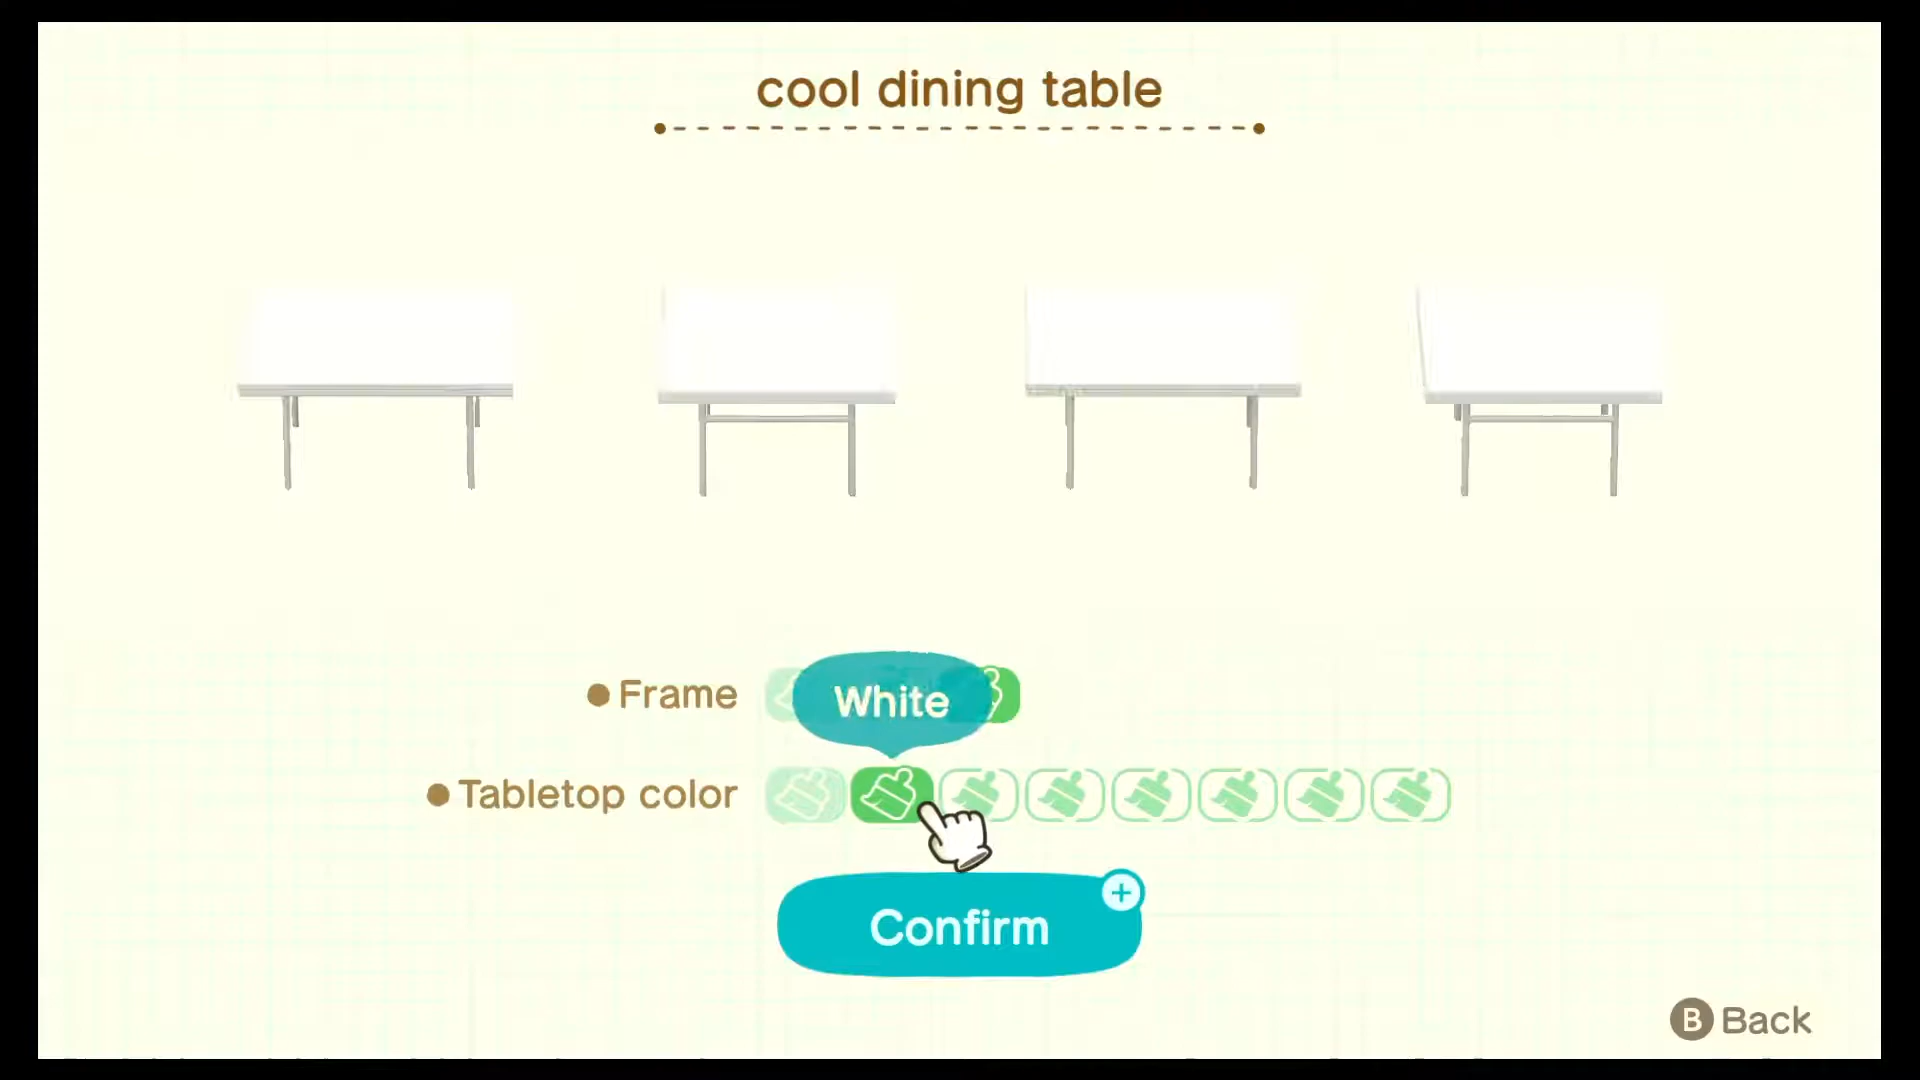 cool dining table
Frame
White
Tabletop color
Confirm
+
B Back